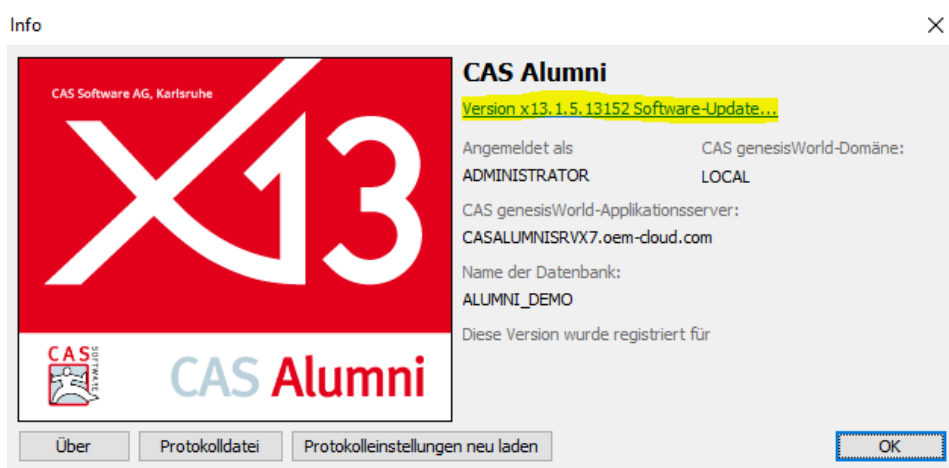 Info
CAS Software AG, Karlsruhe
x13
CAS SOFTWARE
CAS Alumni
CAS Alumni
Version x13.1.5.13152 Software-Update...
Angemeldet als
CAS genesisWorld-Domäne:
ADMINISTRATOR
LOCAL
CAS genesisWorld-Applikationsserver:
CASALUMNISRVX7.oem-cloud.com
Name der Datenbank:
ALUMNI_DEMO
Diese Version wurde registriert für
Über
Protokolldatei
Protokolleinstellungen neu laden
OK